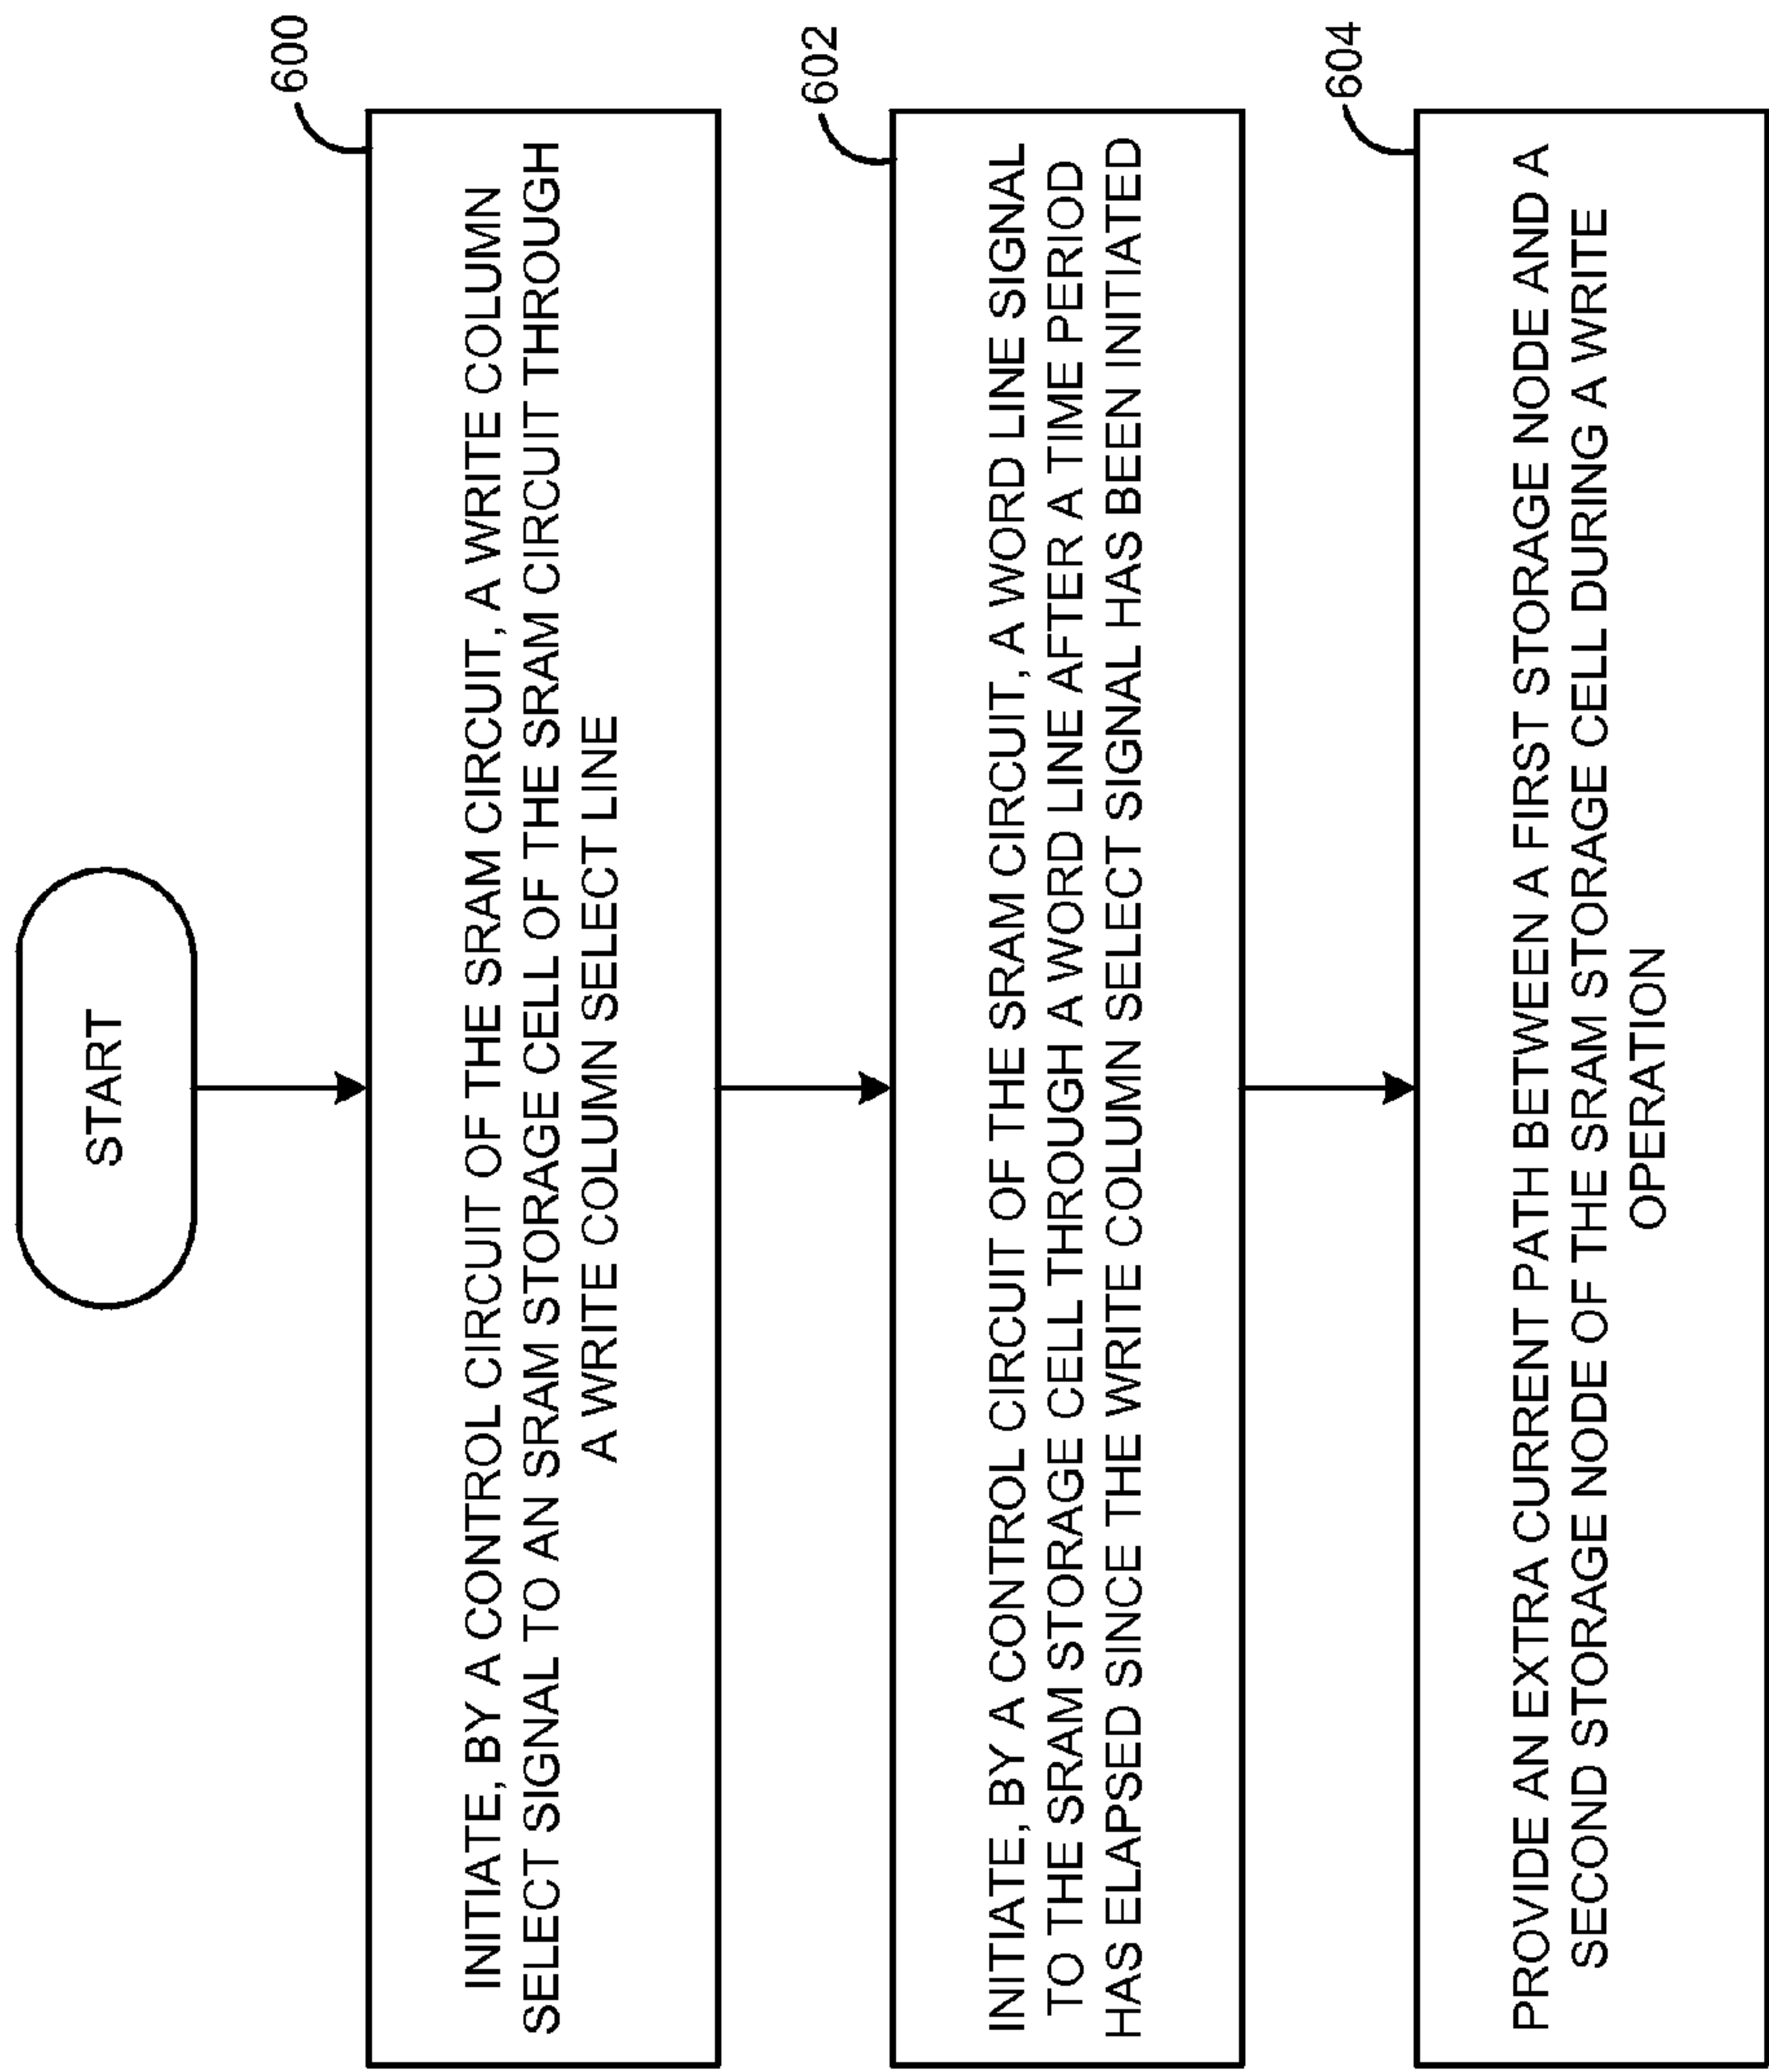 START
600
INITIATE, BY A CONTROL CIRCUIT OF THE SRAM CIRCUIT, A WRITE COLUMN
SELECT SIGNAL TO AN SRAM STORAGE CELL OF THE SRAM CIRCUIT THROUGH
A WRITE COLUMN SELECT LINE
602
INITIATE, BY A CONTROL CIRCUIT OF THE SRAM CIRCUIT, A WORD LINE SIGNAL
TO THE SRAM STORAGE CELL THROUGH A WORD LINE AFTER A TIME PERIOD
HAS ELAPSED SINCE THE WRITE COLUMN SELECT SIGNAL HAS BEEN INITIATED
604
PROVIDE AN EXTRA CURRENT PATH BETWEEN A FIRST STORAGE NODE AND A
SECOND STORAGE NODE OF THE SRAM STORAGE CELL DURING A WRITE
OPERATION